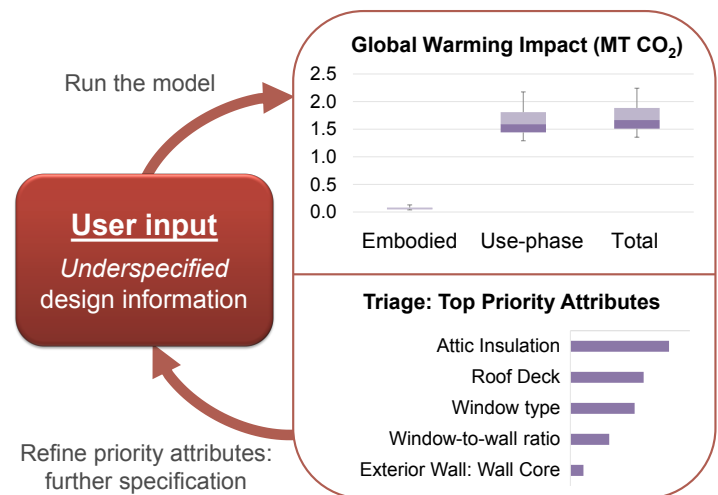 Run the model
User input
Underspecified
design information
Refine priority attributes:
further specification
Global Warming Impact (MT CO₂)
2.5
2.0
1.5
1.0
0.5
0.0
Embodied Use-phase Total
Triage: Top Priority Attributes
Attic Insulation
Roof Deck
Window type
Window-to-wall ratio
Exterior Wall: Wall Core